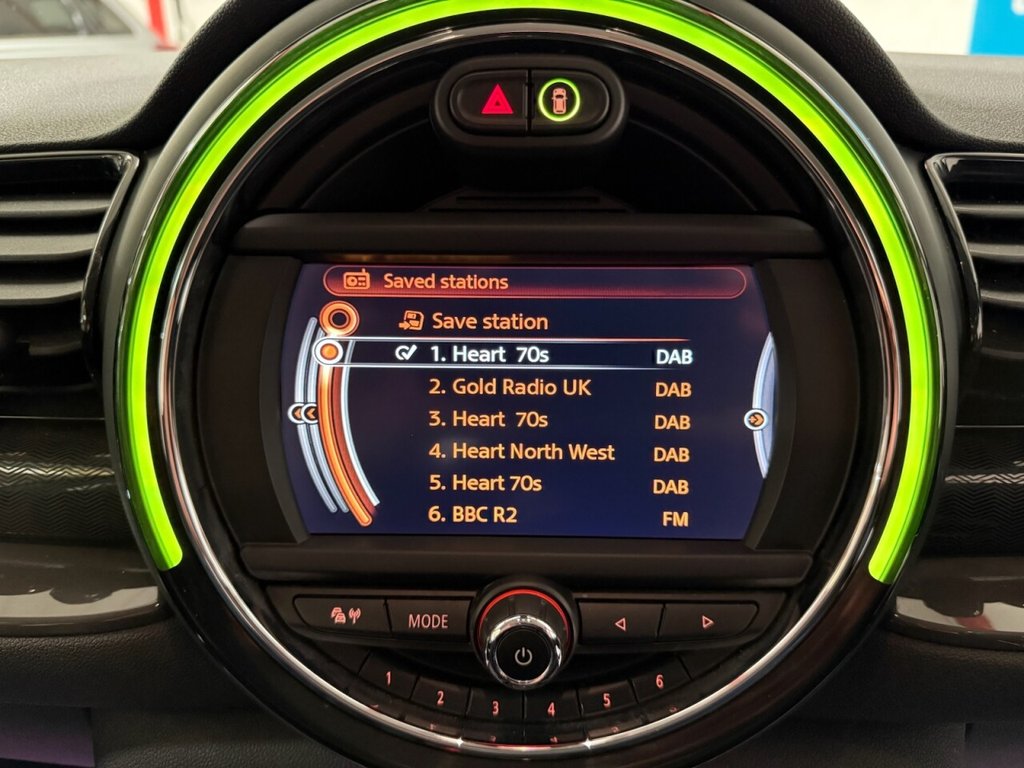 Saved stations
Save station
1. Heart 70s DAB
2. Gold Radio UK DAB
3. Heart 70s DAB
4. Heart North West DAB
5. Heart 70s DAB
6. BBC R2 FM
MODE
1 2 3 4 5 6